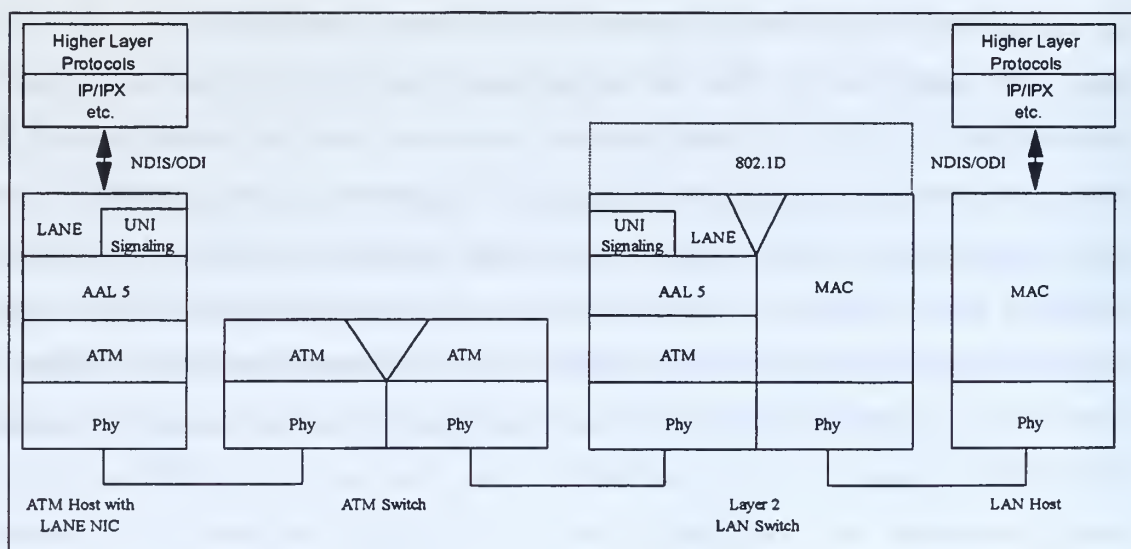 Higher Layer
Protocols
IP/IPX
etc.
NDIS/ODI
LANE
UNI
Signaling
AAL 5
ATM
Phy
ATM Host with
LANE NIC
ATM
ATM
Phy
Phy
ATM Switch
802.1D
UNI
Signaling
LANE
AAL 5
ATM
Phy
MAC
Phy
Layer 2
LAN Switch
Higher Layer
Protocols
IP/IPX
etc.
NDIS/ODI
MAC
Phy
LAN Host